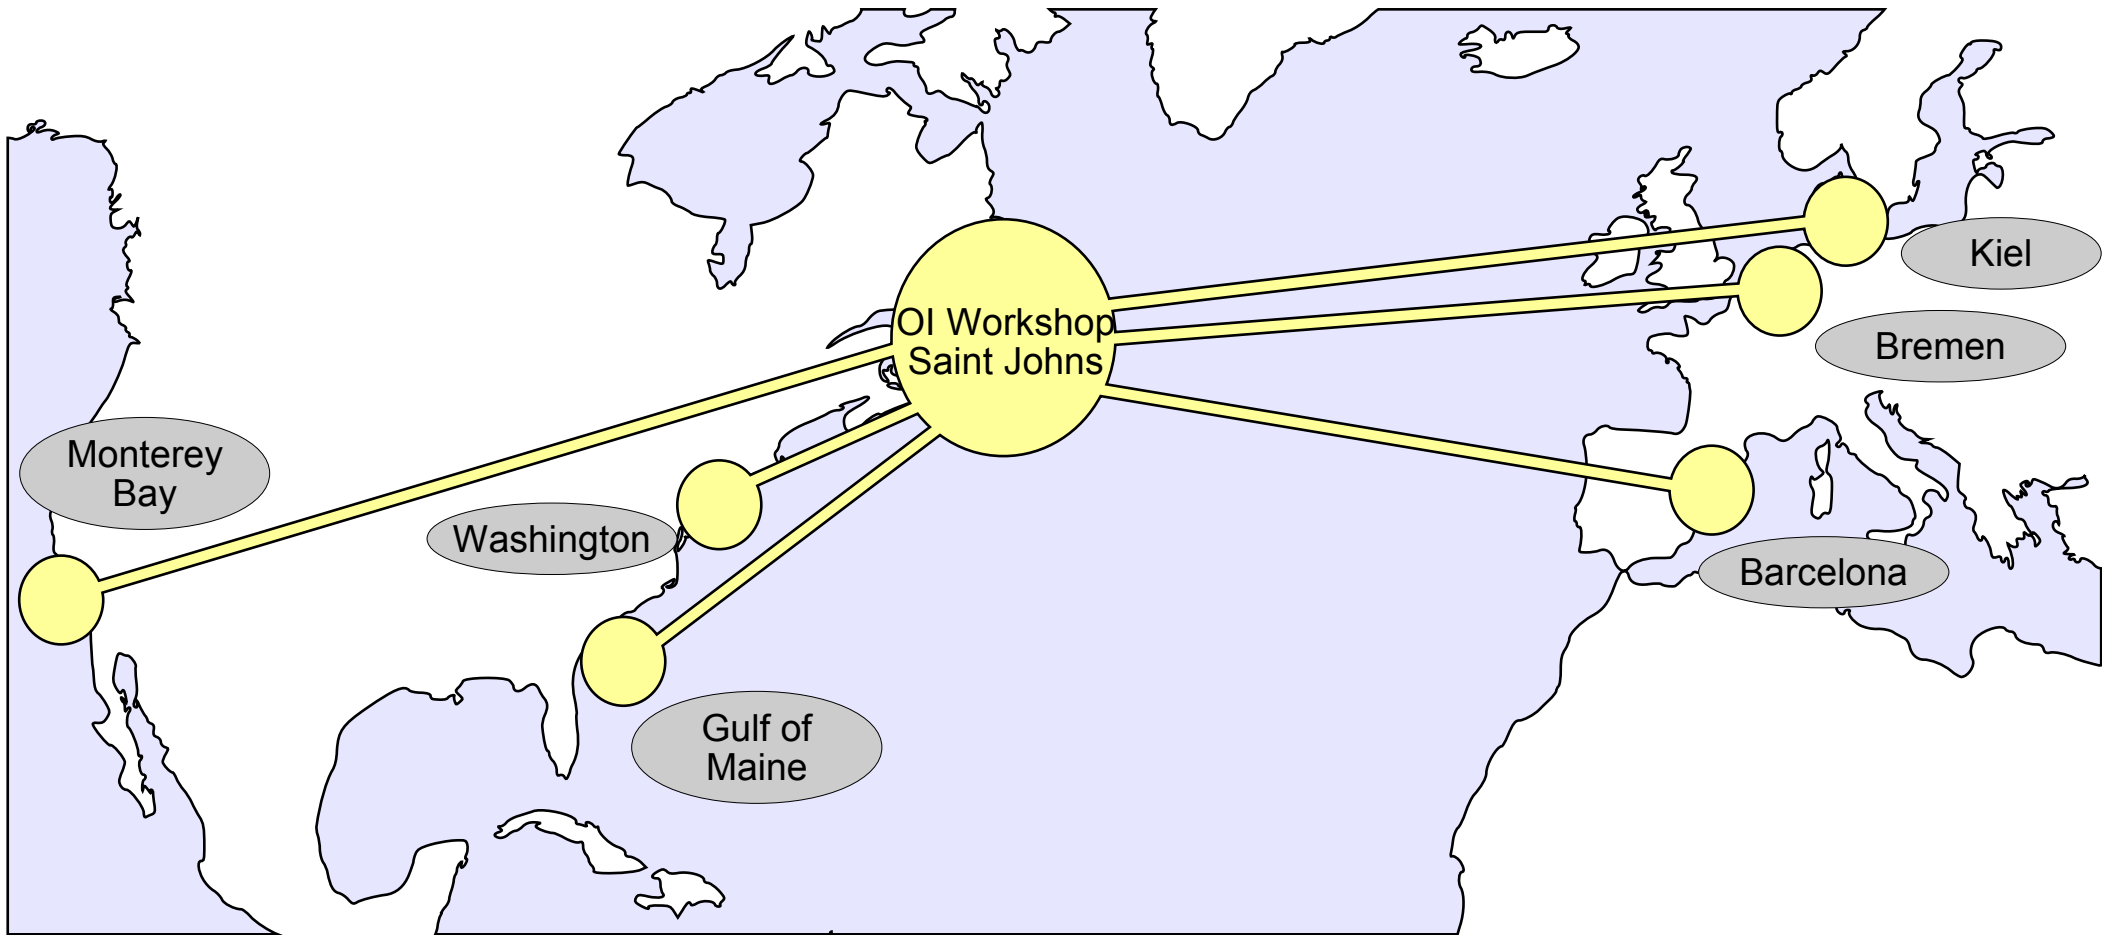 Kiel
OI Workshop
Saint Johns
Bremen
Monterey
Bay
Washington
Barcelona
Gulf of
Maine